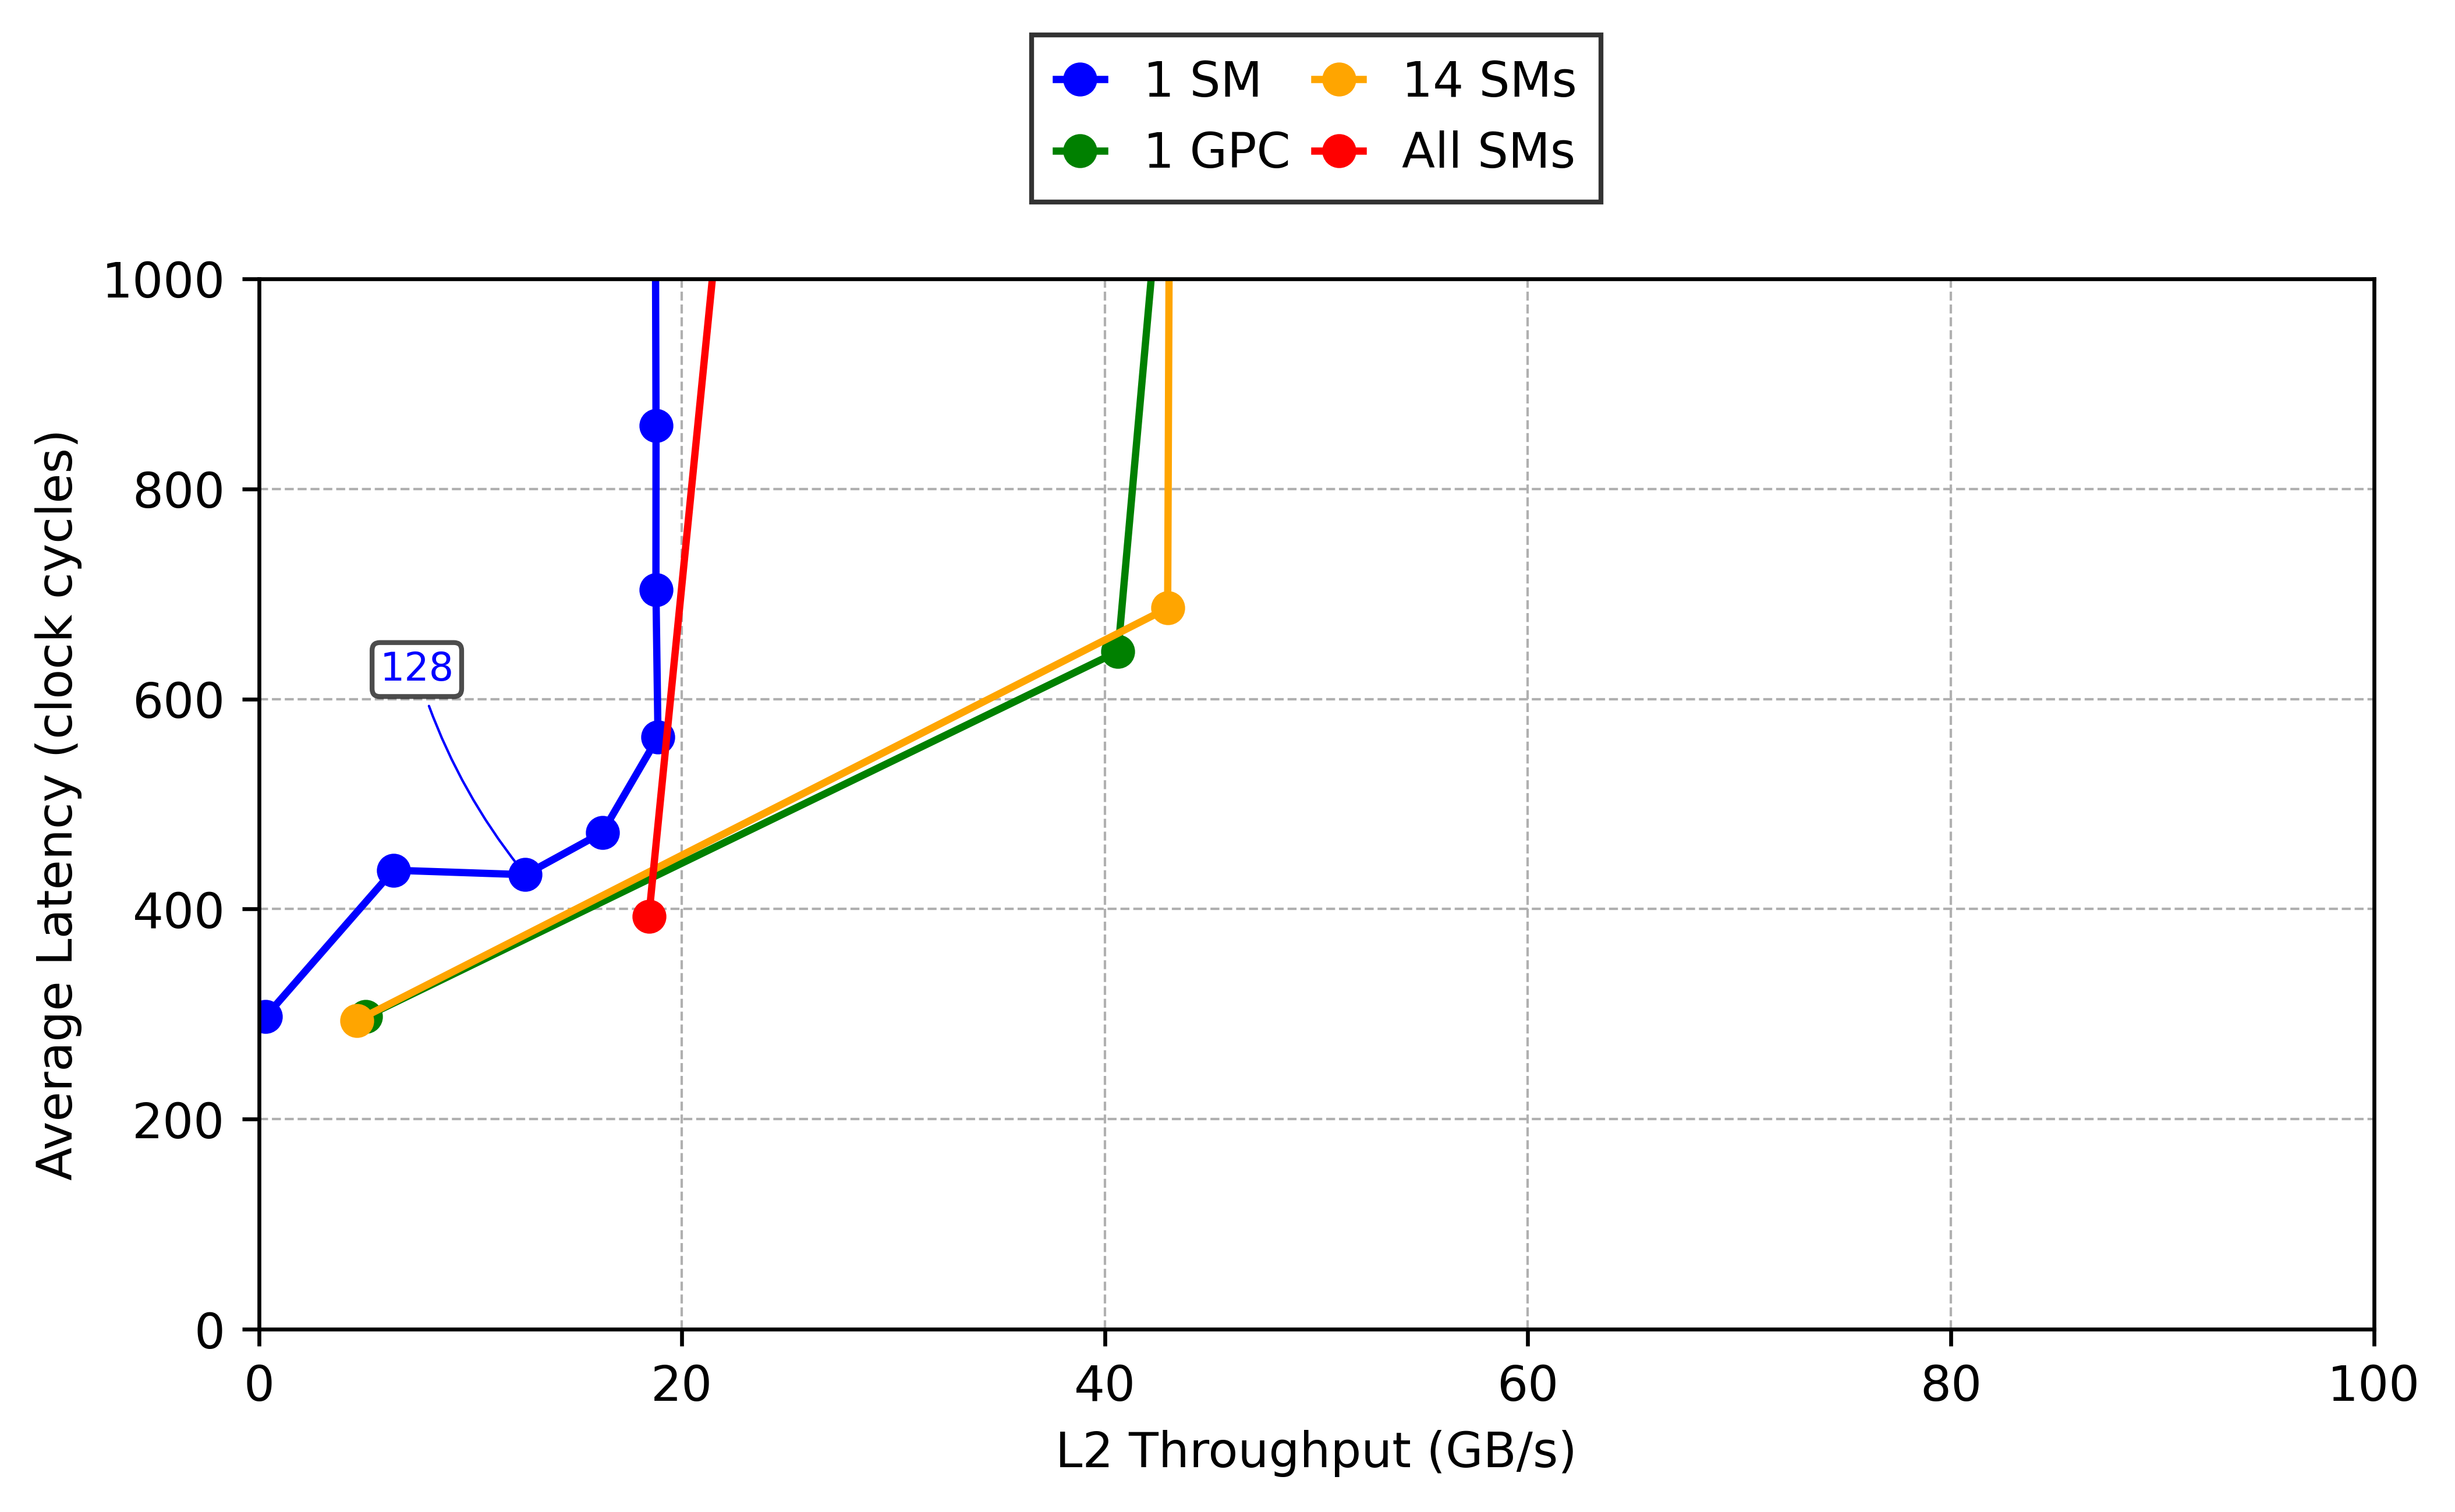 1 SM
14 SMs
1 GPC
All SMs
1000
800
600
400
200
0
Average Latency (clock cycles)
128
0 20 40 60 80 100
L2 Throughput (GB/s)